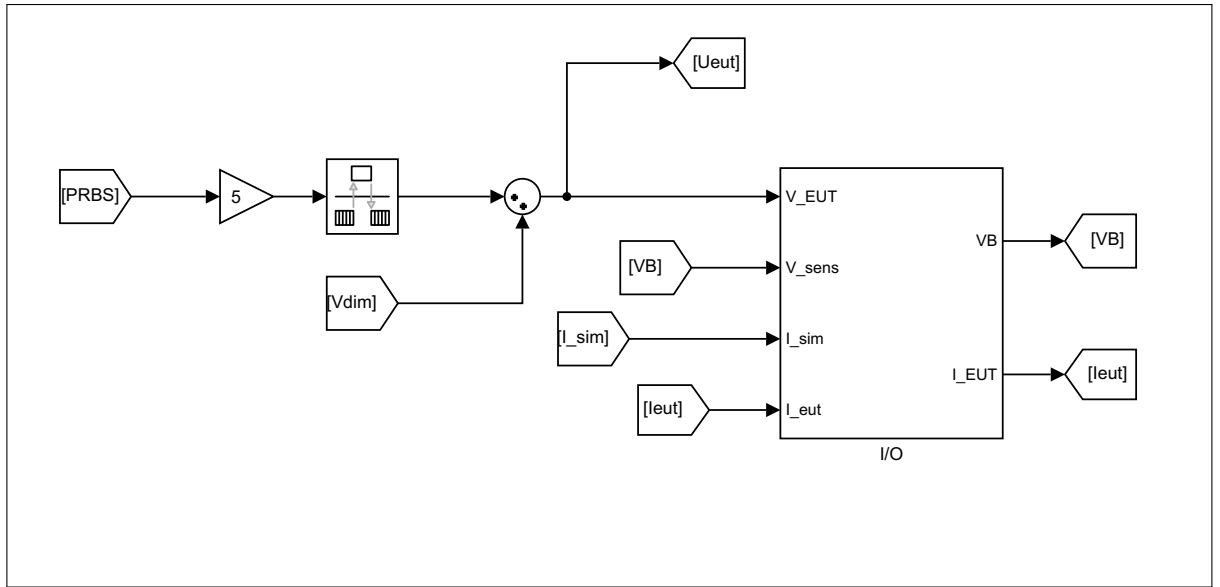 [Ueut]
[PRBS]
5
V_EUT
[VB]
V_sens
VB
[VB]
[Vdim]
[I_sim]
I_sim
I_EUT
[Ieut]
[Ieut]
I_eut
I/O